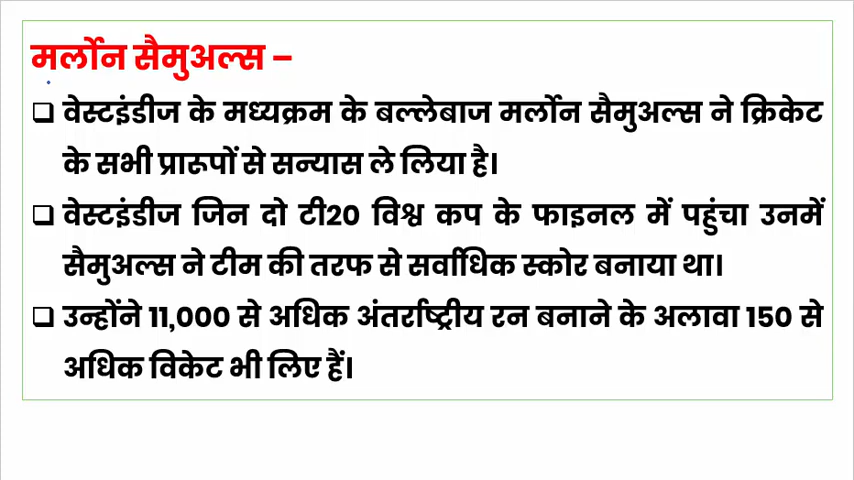 मर्लोन सैमुअल्स –
❑ वेस्टइंडीज के मध्यक्रम के बल्लेबाज मर्लोन सैमुअल्स ने क्रिकेट
के सभी प्रारूपों से सन्यास ले लिया है।
❑ वेस्टइंडीज जिन दो टी20 विश्व कप के फाइनल में पहुंचा उनमें
सैमुअल्स ने टीम की तरफ से सर्वाधिक स्कोर बनाया था।
❑ उन्होंने 11,000 से अधिक अंतर्राष्ट्रीय रन बनाने के अलावा 150 से
अधिक विकेट भी लिए हैं।